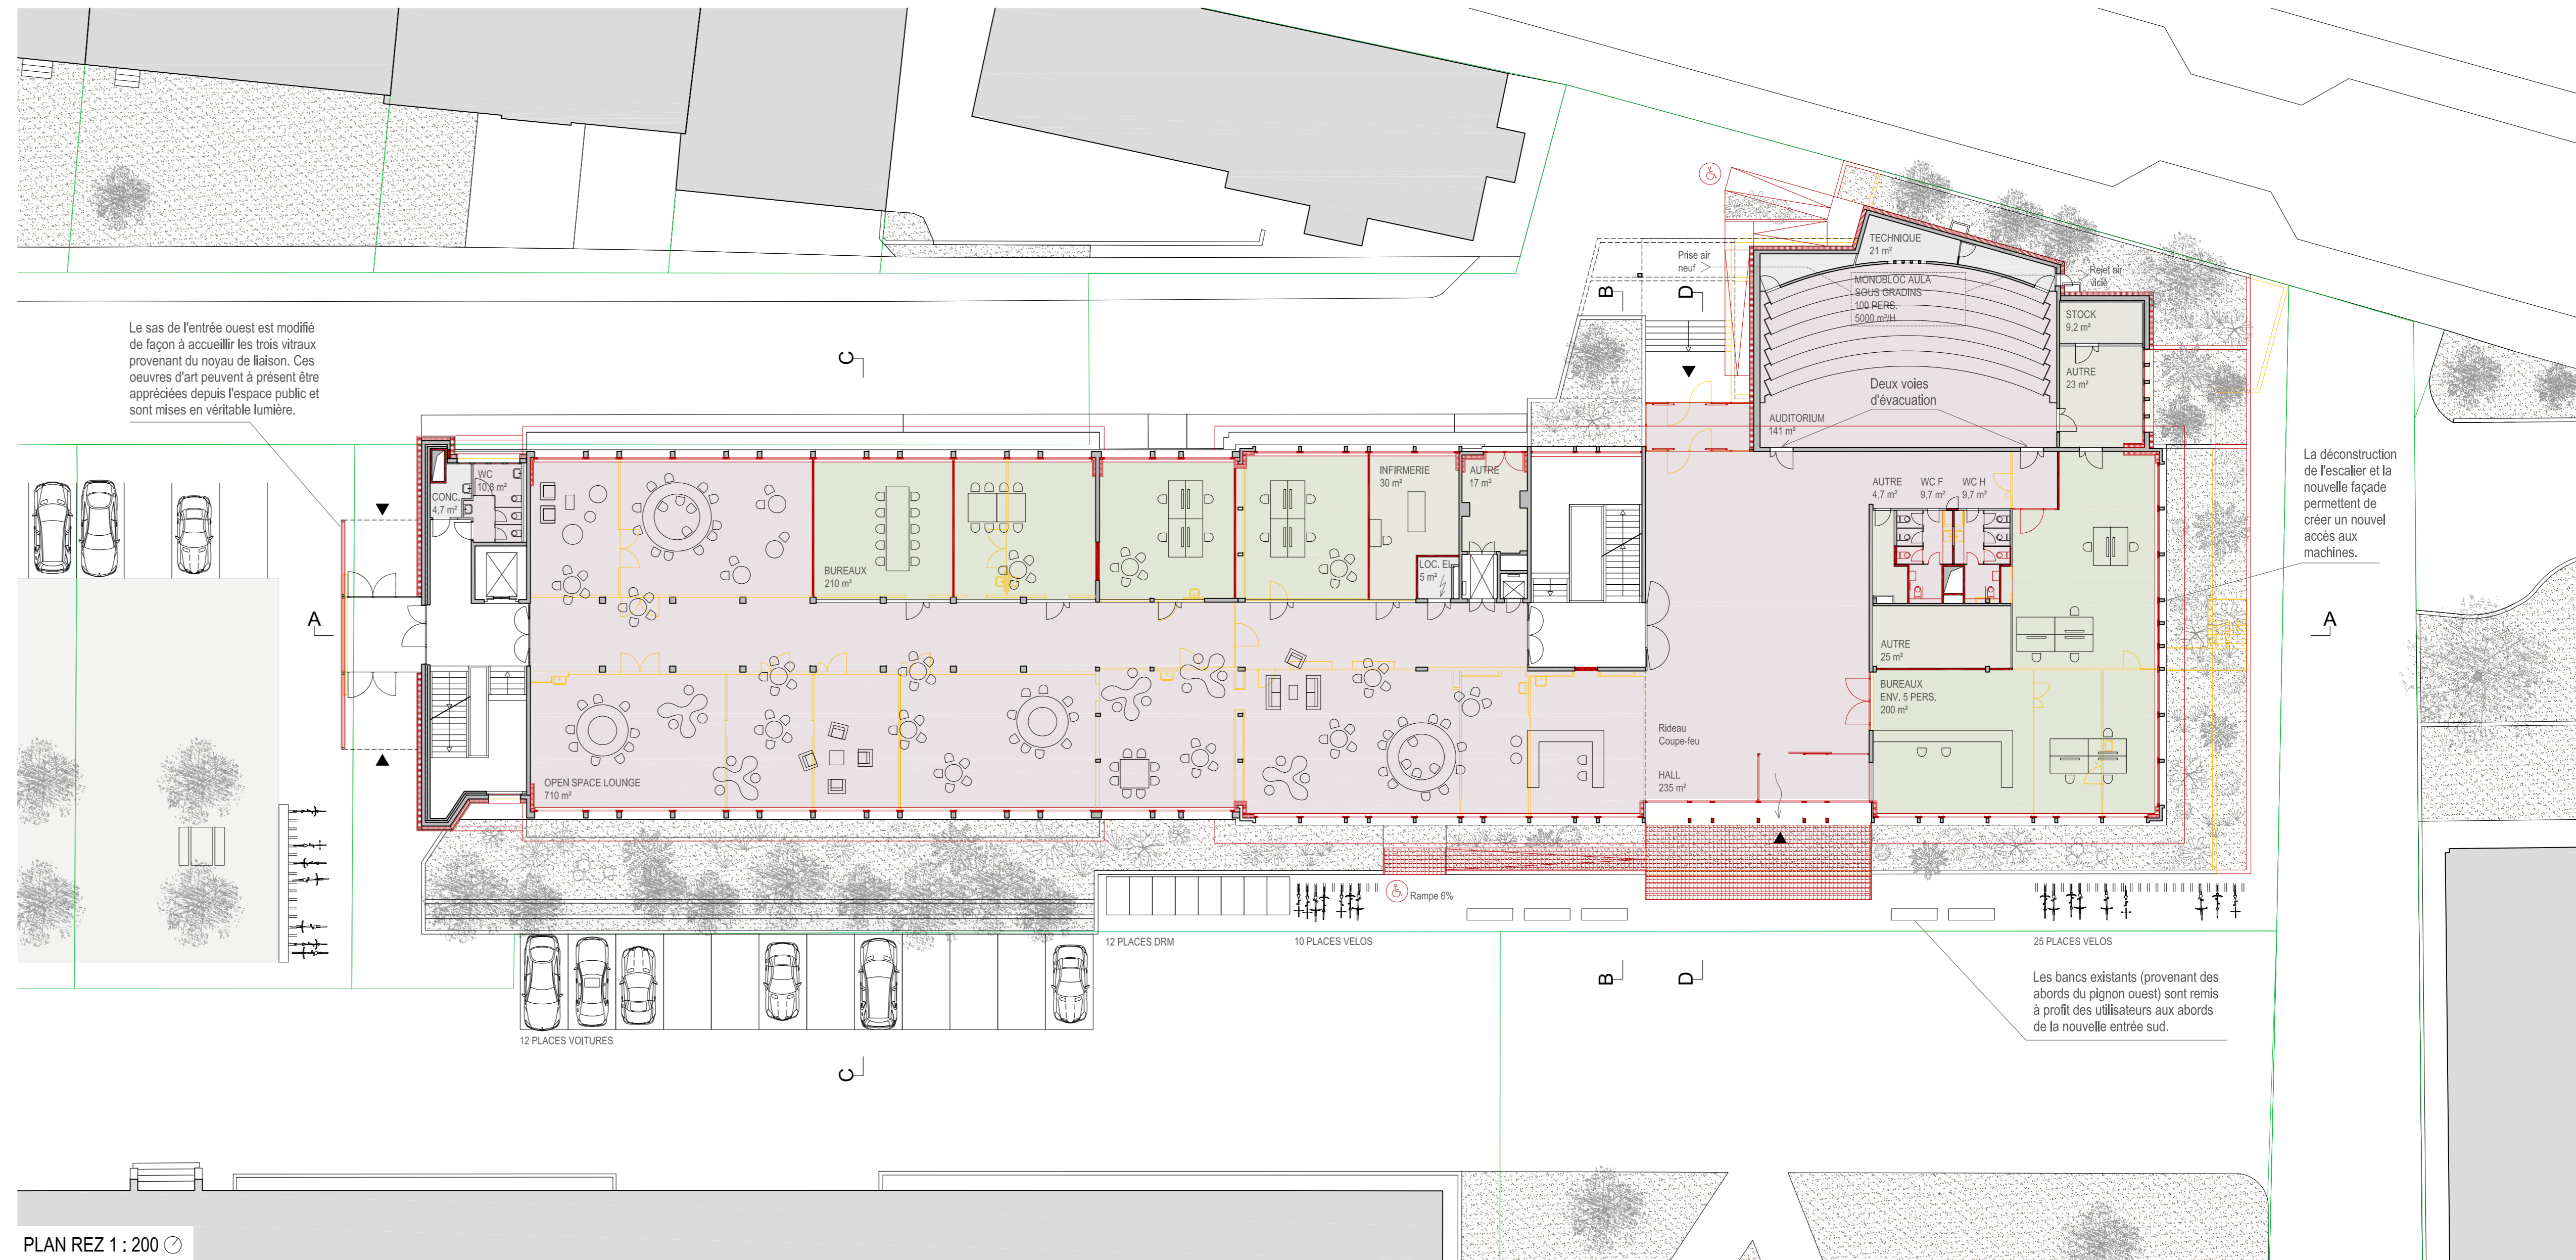 Le sas de l'entrée ouest est modifié
de façon à accueillir les trois vitraux
provenant du noyau de liaison. Ces
oeuvres d'art peuvent à présent être
appréciées depuis l'espace public et
sont mises en véritable lumière.
C
B
D
Prise air
neuf
TECHNIQUE
21 m²
MONOBLOC AULA
SOUS GRADINS
100 PERS.
5000 m³/H
Rejet air
vicié
STOCK
9,2 m²
AUTRE
23 m²
Deux voies
d'évacuation
AUDITORIUM
141 m²
La déconstruction
de l'escalier et la
nouvelle façade
permettent de
créer un nouvel
accès aux
machines.
CONC.
4,7 m²
WC
10,8 m²
BUREAUX
210 m²
INFIRMERIE
30 m²
AUTRE
17 m²
LOC. EL.
5 m²
AUTRE
4,7 m²
WC F
9,7 m²
WC H
9,7 m²
A
A
AUTRE
25 m²
BUREAUX
ENV. 5 PERS.
200 m²
Rideau
Coupe-feu
HALL
235 m²
OPEN SPACE LOUNGE
710 m²
Rampe 6%
12 PLACES DRM
10 PLACES VELOS
25 PLACES VELOS
B
D
Les bancs existants (provenant des
abords du pignon ouest) sont remis
à profit des utilisateurs aux abords
de la nouvelle entrée sud.
12 PLACES VOITURES
C
PLAN REZ 1 : 200